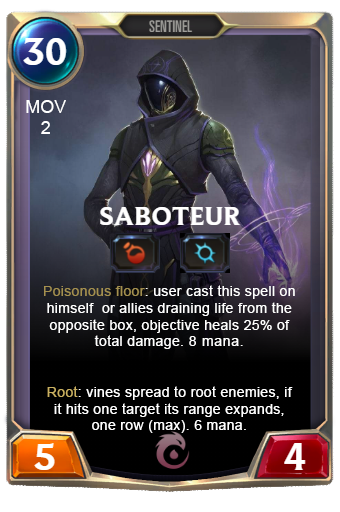 SENTINEL
30
MOV
2
SABOTEUR
Poisonous floor: user cast this spell on
himself or allies draining life from the
opposite box, objective heals 25% of
total damage. 8 mana.
Root: vines spread to root enemies, if
it hits one target its range expands,
one row (max). 6 mana.
5
4